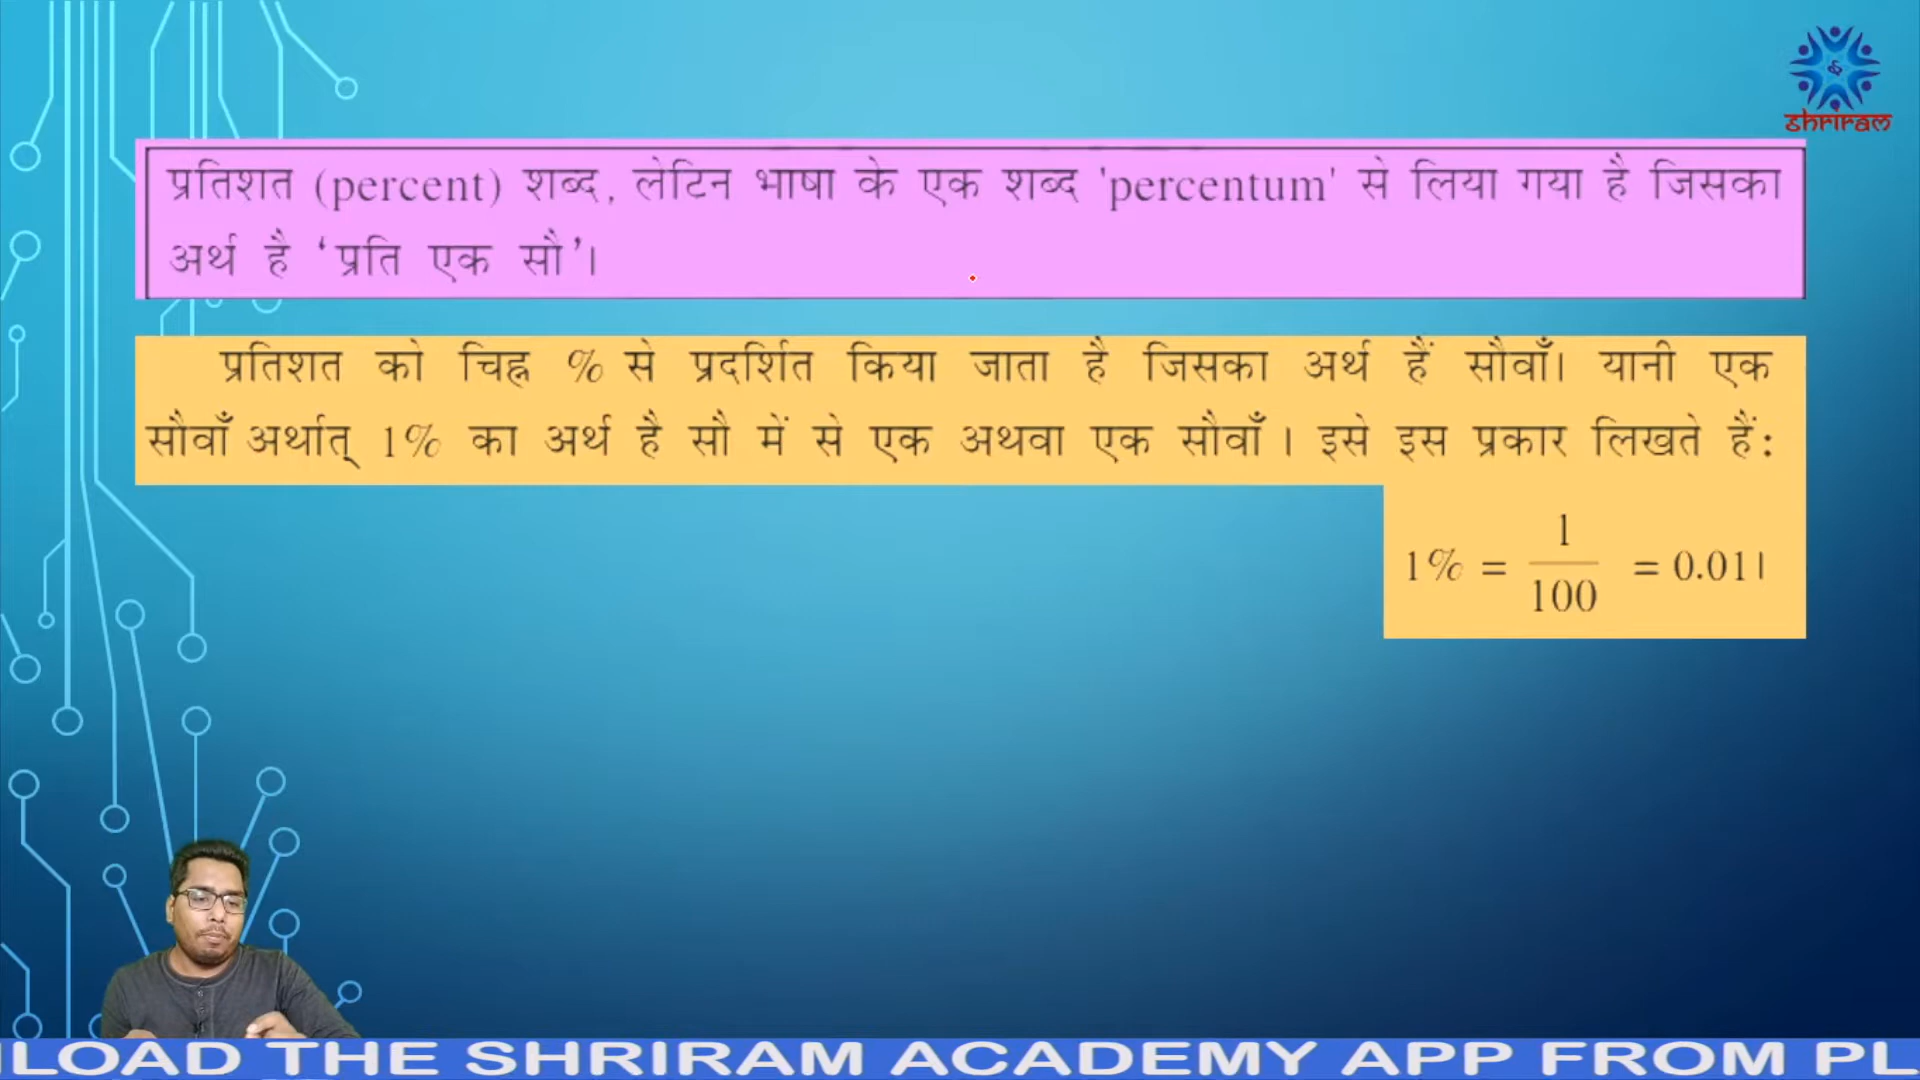 shriram
प्रतिशत (percent) शब्द, लेटिन भाषा के एक शब्द 'percentum' से लिया गया है जिसका
अर्थ है ‘प्रति एक सौ’।
प्रतिशत को चिह्न % से प्रदर्शित किया जाता है जिसका अर्थ हैं सौवाँ। यानी एक
सौवाँ अर्थात् 1% का अर्थ है सौ में से एक अथवा एक सौवाँ । इसे इस प्रकार लिखते हैं:
1% = 1/100 = 0.01।
NLOAD THE SHRIRAM ACADEMY APP FROM PL